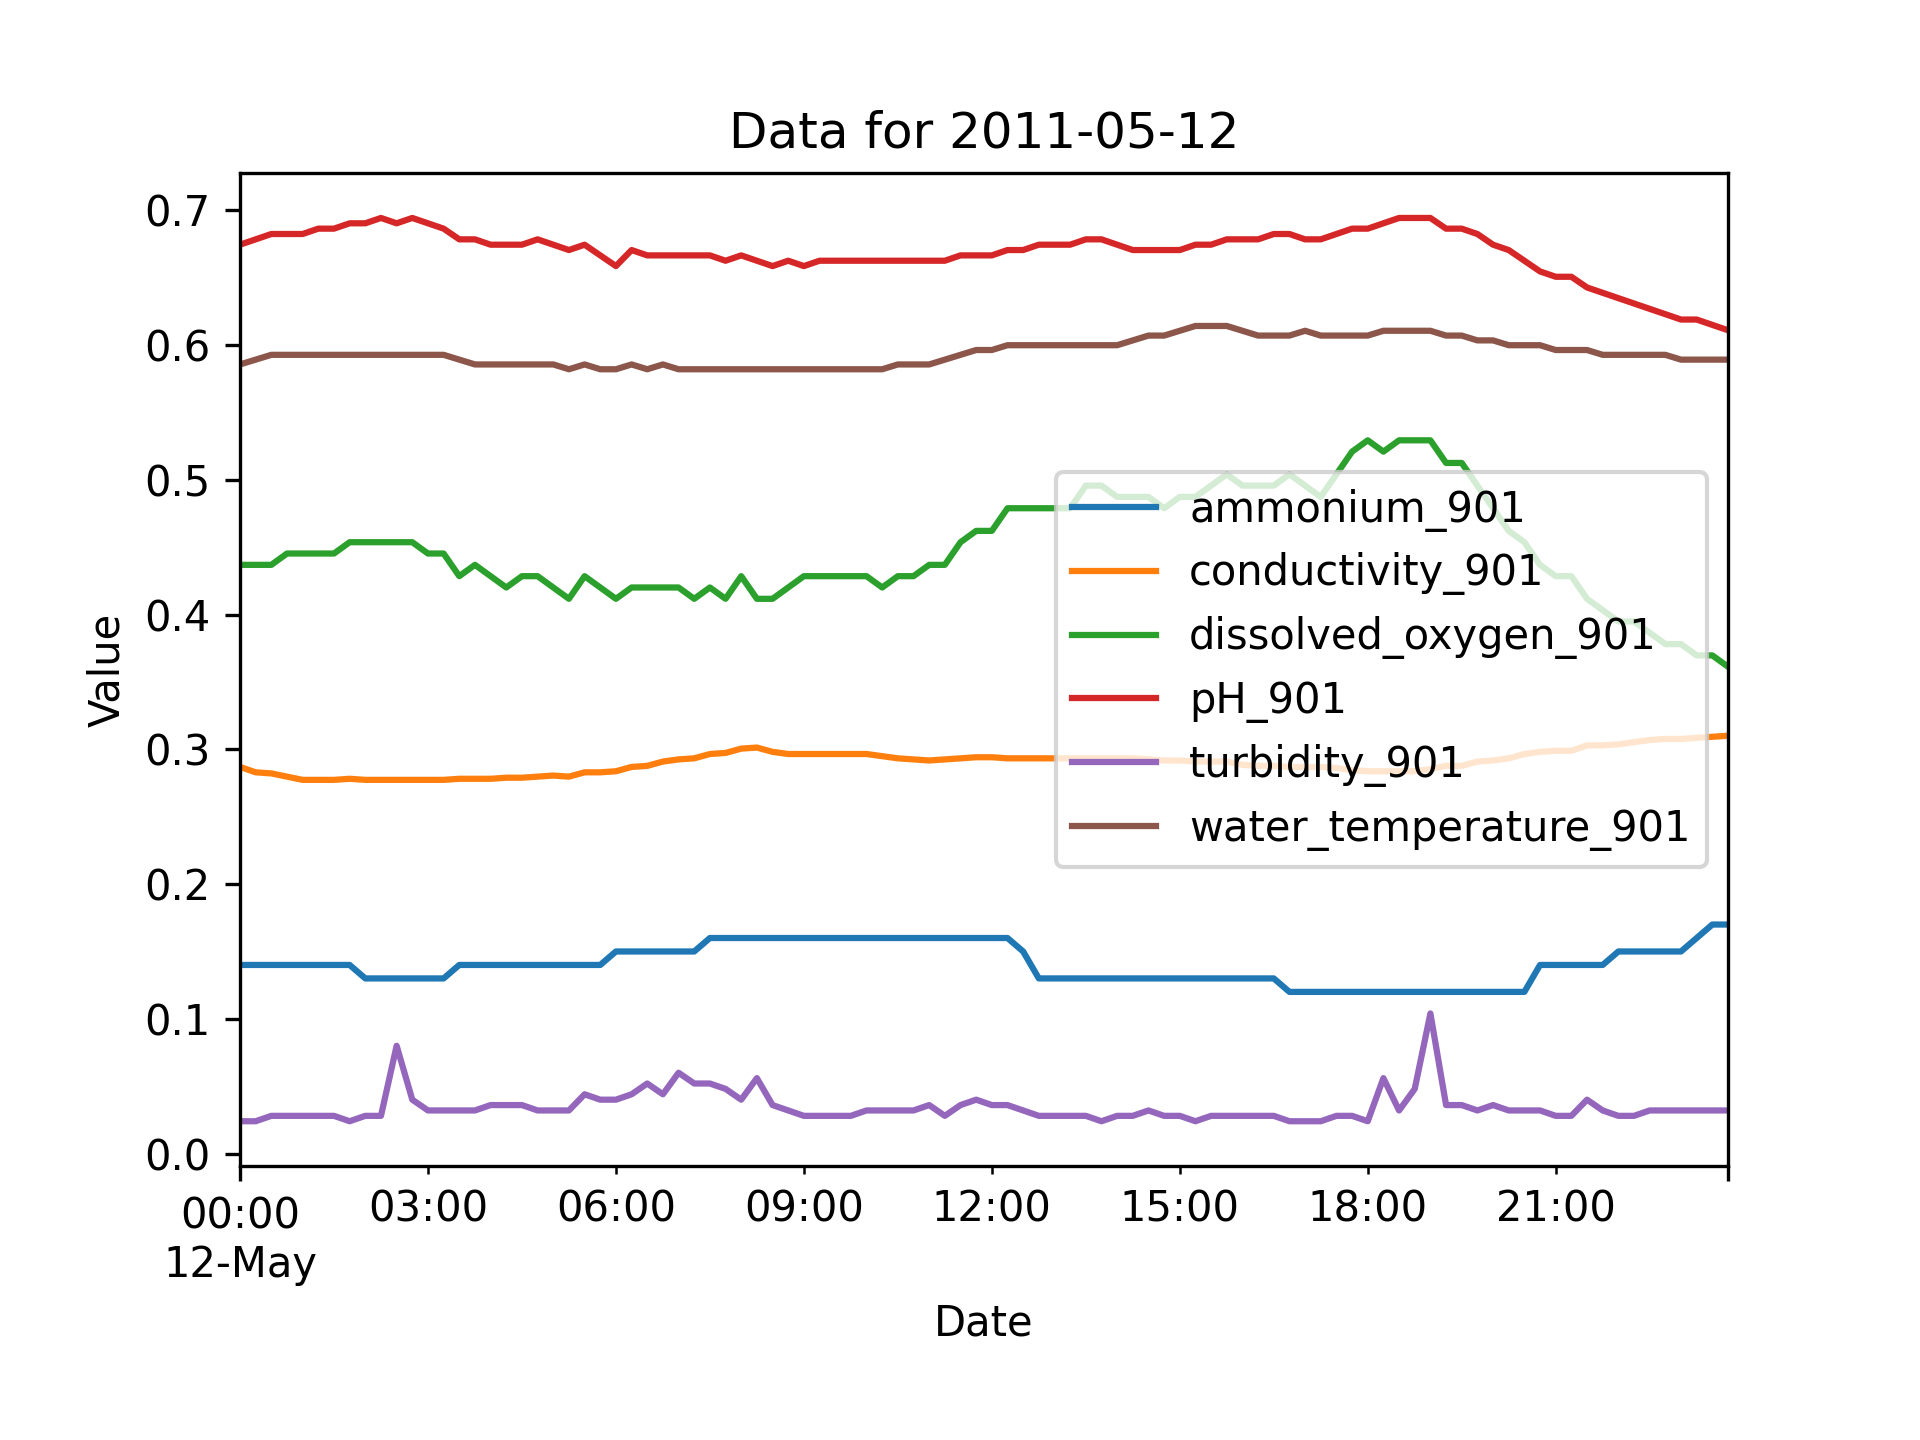 Data for 2011-05-12
Value
0.7
0.6
0.5
0.4
0.3
0.2
0.1
0.0
ammonium_901
conductivity_901
dissolved_oxygen_901
pH_901
turbidity_901
water_temperature_901
00:00 03:00 06:00 09:00 12:00 15:00 18:00 21:00
12-May
Date